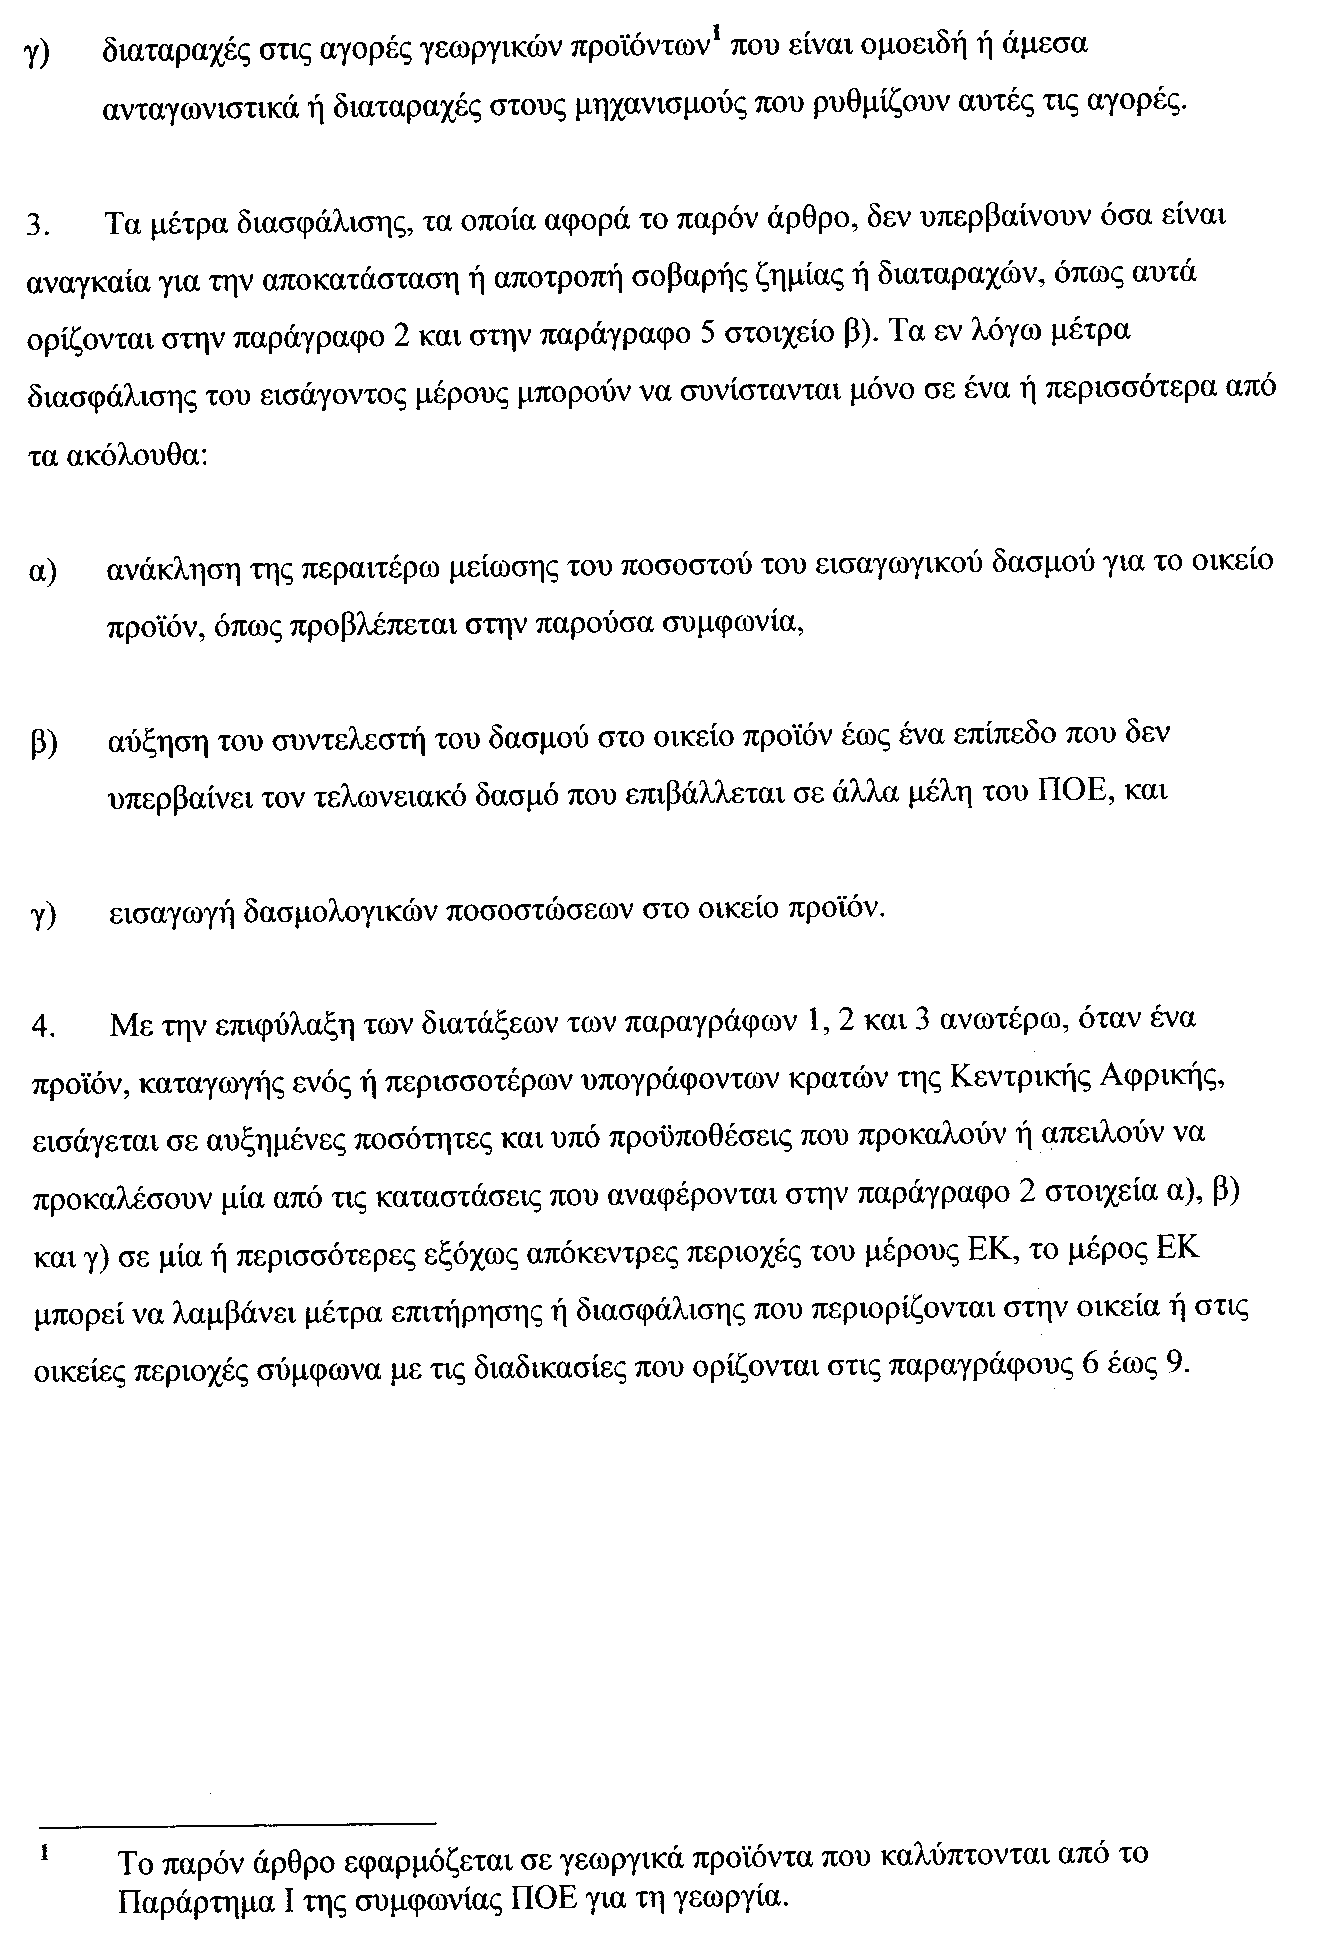 γ) διαταραχές στις αγορές γεωργικών προϊόντων¹ που είναι ομοειδή ή άμεσα
ανταγωνιστικά ή διαταραχές στους μηχανισμούς που ρυθμίζουν αυτές τις αγορές.
3. Τα μέτρα διασφάλισης, τα οποία αφορά το παρόν άρθρο, δεν υπερβαίνουν όσα είναι
αναγκαία για την αποκατάσταση ή αποτροπή σοβαρής ζημίας ή διαταραχών, όπως αυτά
ορίζονται στην παράγραφο 2 και στην παράγραφο 5 στοιχείο β). Τα εν λόγω μέτρα
διασφάλισης του εισάγοντος μέρους μπορούν να συνίστανται μόνο σε ένα ή περισσότερα από
τα ακόλουθα:
α) ανάκληση της περαιτέρω μείωσης του ποσοστού του εισαγωγικού δασμού για το οικείο
προϊόν, όπως προβλέπεται στην παρούσα συμφωνία,
β) αύξηση του συντελεστή του δασμού στο οικείο προϊόν έως ένα επίπεδο που δεν
υπερβαίνει τον τελωνειακό δασμό που επιβάλλεται σε άλλα μέλη του ΠΟΕ, και
γ) εισαγωγή δασμολογικών ποσοστώσεων στο οικείο προϊόν.
4. Με την επιφύλαξη των διατάξεων των παραγράφων 1, 2 και 3 ανωτέρω, όταν ένα
προϊόν, καταγωγής ενός ή περισσοτέρων υπογράφοντων κρατών της Κεντρικής Αφρικής,
εισάγεται σε αυξημένες ποσότητες και υπό προϋποθέσεις που προκαλούν ή απειλούν να
προκαλέσουν μία από τις καταστάσεις που αναφέρονται στην παράγραφο 2 στοιχεία α), β)
και γ) σε μία ή περισσότερες εξόχως απόκεντρες περιοχές του μέρους ΕΚ, το μέρος ΕΚ
μπορεί να λαμβάνει μέτρα επιτήρησης ή διασφάλισης που περιορίζονται στην οικεία ή στις
οικείες περιοχές σύμφωνα με τις διαδικασίες που ορίζονται στις παραγράφους 6 έως 9.
¹ Το παρόν άρθρο εφαρμόζεται σε γεωργικά προϊόντα που καλύπτονται από το
Παράρτημα Ι της συμφωνίας ΠΟΕ για τη γεωργία.